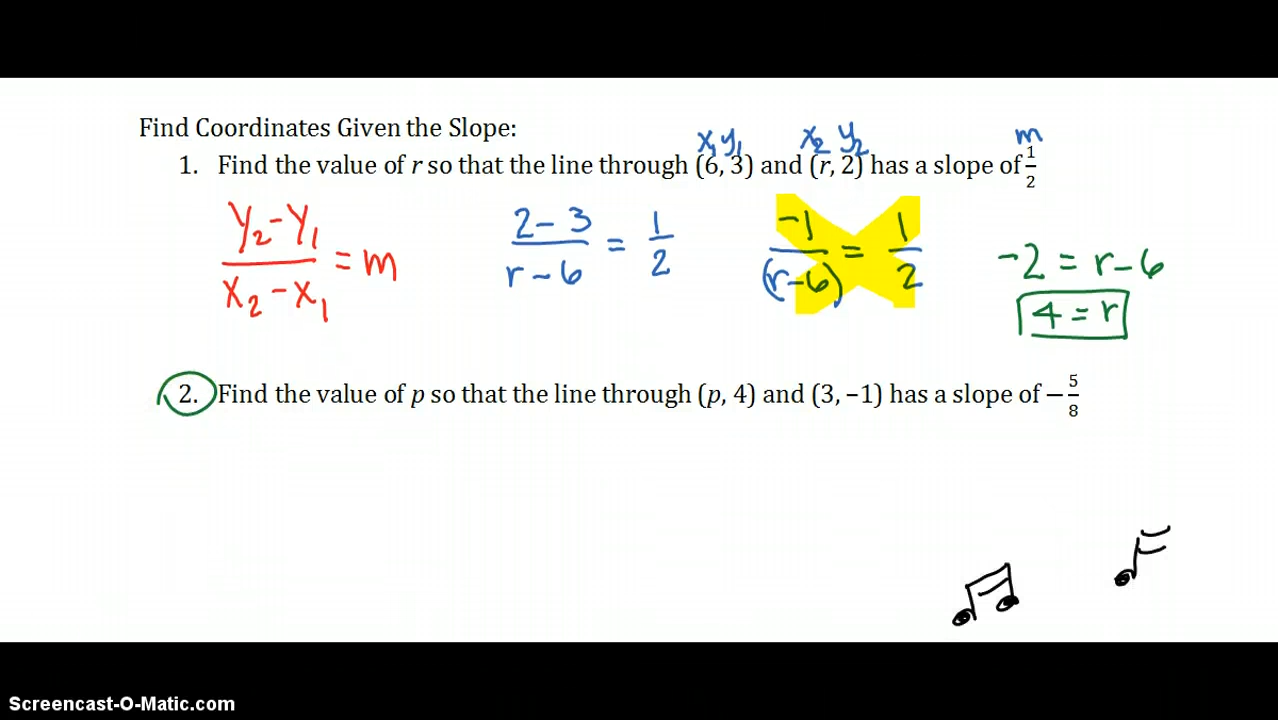 Find Coordinates Given the Slope:
x₁ y₁ x₂ y₂ m
1. Find the value of r so that the line through (6, 3) and (r, 2) has a slope of 1/2
(y₂ - y₁)/(x₂ - x₁) = m
(2 - 3)/(r - 6) = 1/2
-1/(r - 6) = 1/2
-2 = r - 6
4 = r
2. Find the value of p so that the line through (p, 4) and (3, −1) has a slope of −5/8
Screencast-O-Matic.com